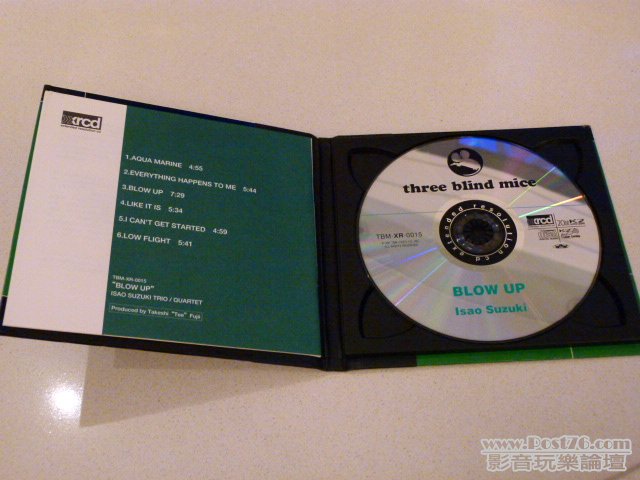 xrcd
1.AQUA MARINE 4:55
2.EVERYTHING HAPPENS TO ME 5:44
3.BLOW UP 7:29
4.LIKE IT IS 5:34
5.I CAN'T GET STARTED 4:59
6.LOW FLIGHT 5:41
TBM-XR-0015
"BLOW UP"
ISAO SUZUKI TRIO / QUARTET
Produced by Takeshi "Tee" Fujii
three blind mice
TBM-XR-0015
extended resolution cd
xrcd
K2
BLOW UP
Isao Suzuki
www.Post76.com
影音玩樂論壇